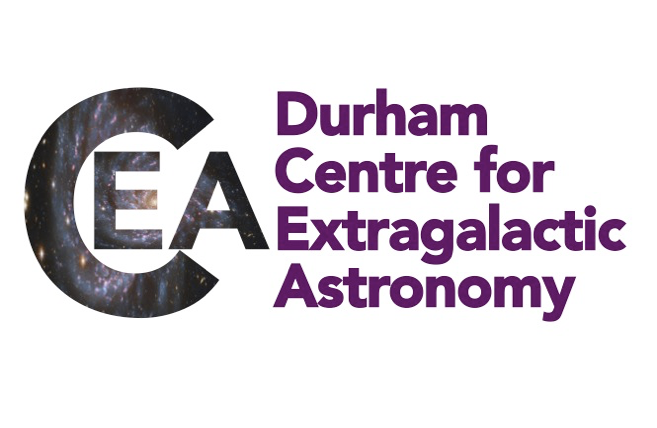 CEA
Durham
Centre for
Extragalactic
Astronomy